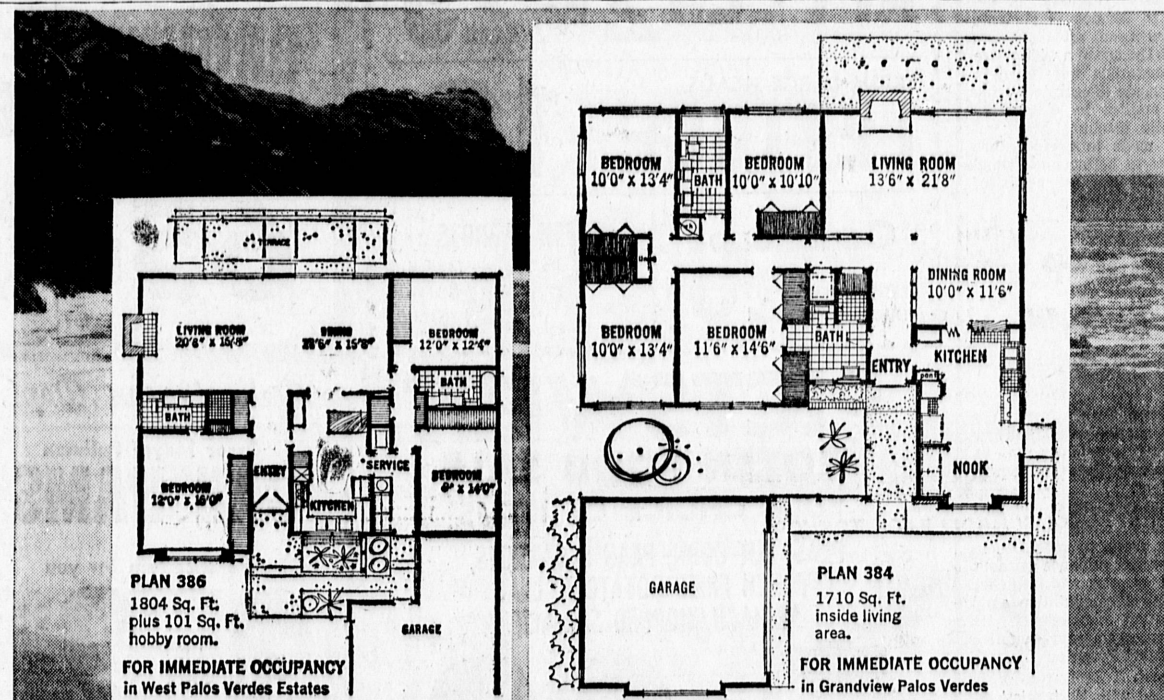 TERRACE
LIVING ROOM
DINING
BEDROOM
12'0" x 12'4"
BATH
BATH
BEDROOM
12'0" x 16'0"
ENTRY
KITCHEN
SERVICE
BEDROOM
GARAGE
PLAN 386
1804 Sq. Ft.
plus 101 Sq. Ft.
hobby room.
FOR IMMEDIATE OCCUPANCY
in West Palos Verdes Estates
BEDROOM
10'0" X 13'4"
BATH
BEDROOM
10'0" X 10'10"
LIVING ROOM
13'6" X 21'8"
DINING ROOM
10'0" X 11'6"
BEDROOM
10'0" X 13'4"
BEDROOM
11'6" X 14'6"
BATH
ENTRY
KITCHEN
NOOK
GARAGE
PLAN 384
1710 Sq. Ft.
inside living
area.
FOR IMMEDIATE OCCUPANCY
in Grandview Palos Verdes